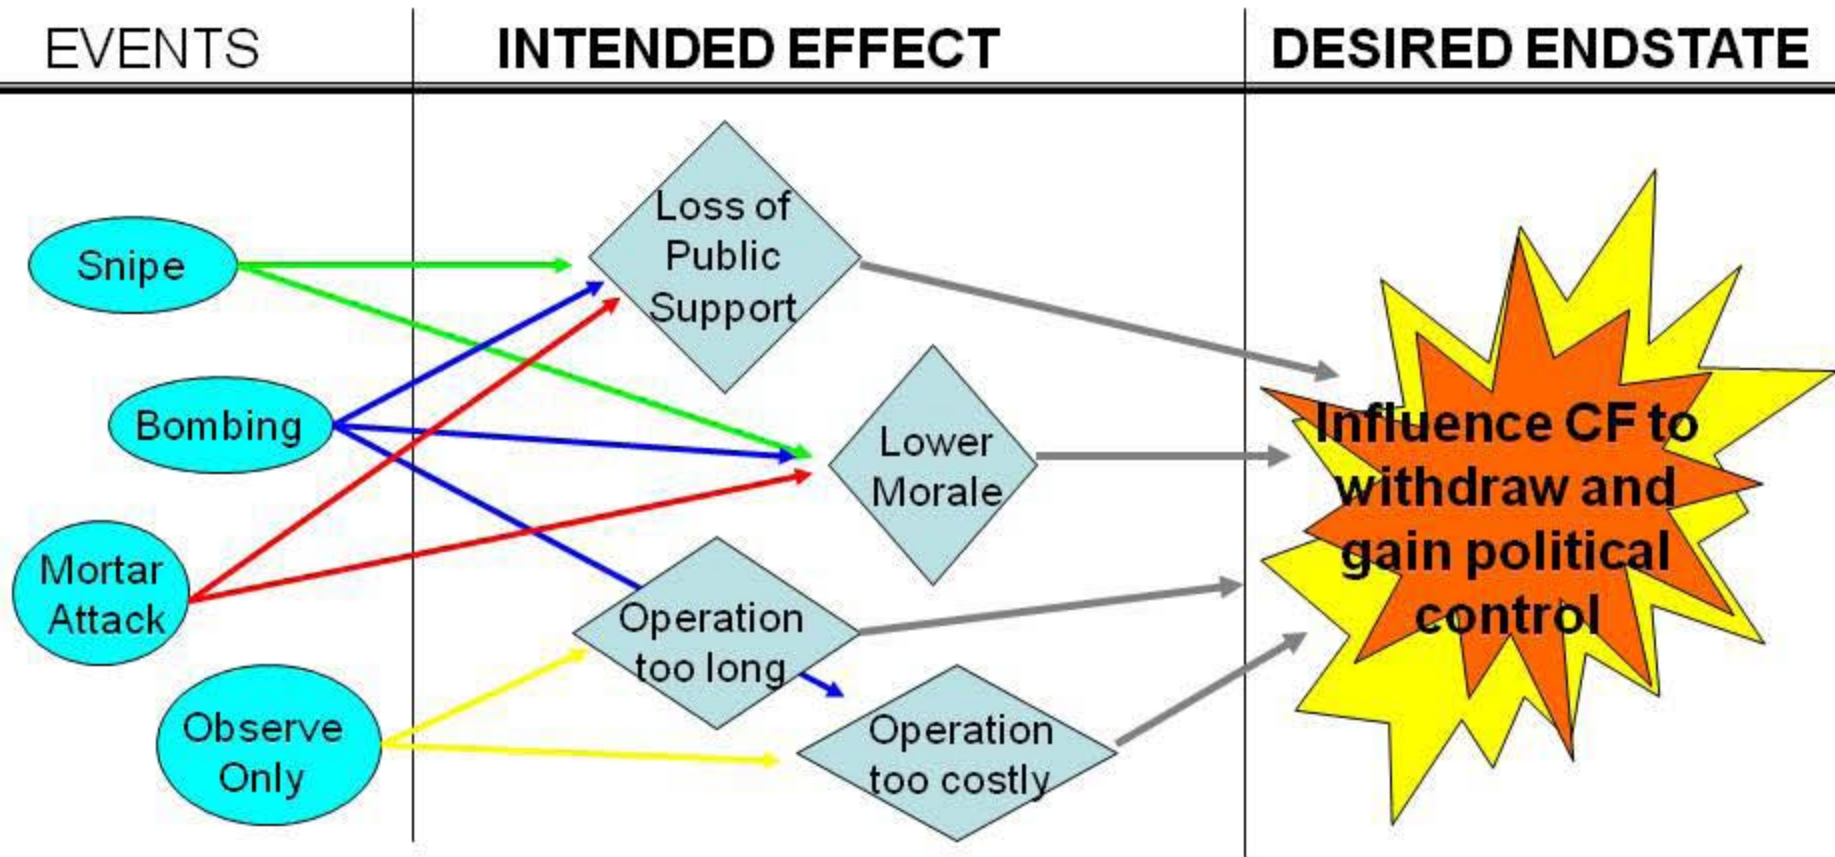 EVENTS
INTENDED EFFECT
DESIRED ENDSTATE
Snipe
Bombing
Mortar
Attack
Observe
Only
Loss of
Public
Support
Lower
Morale
Operation
too long
Operation
too costly
Influence CF to
withdraw and
gain political
control